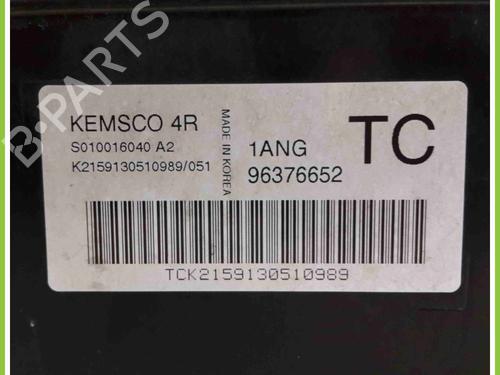 B-PARTS
KEMSCO 4R
S010016040 A2
K2159130510989/051
MADE IN KOREA
1ANG
96376652
TC
TCK2159130510989